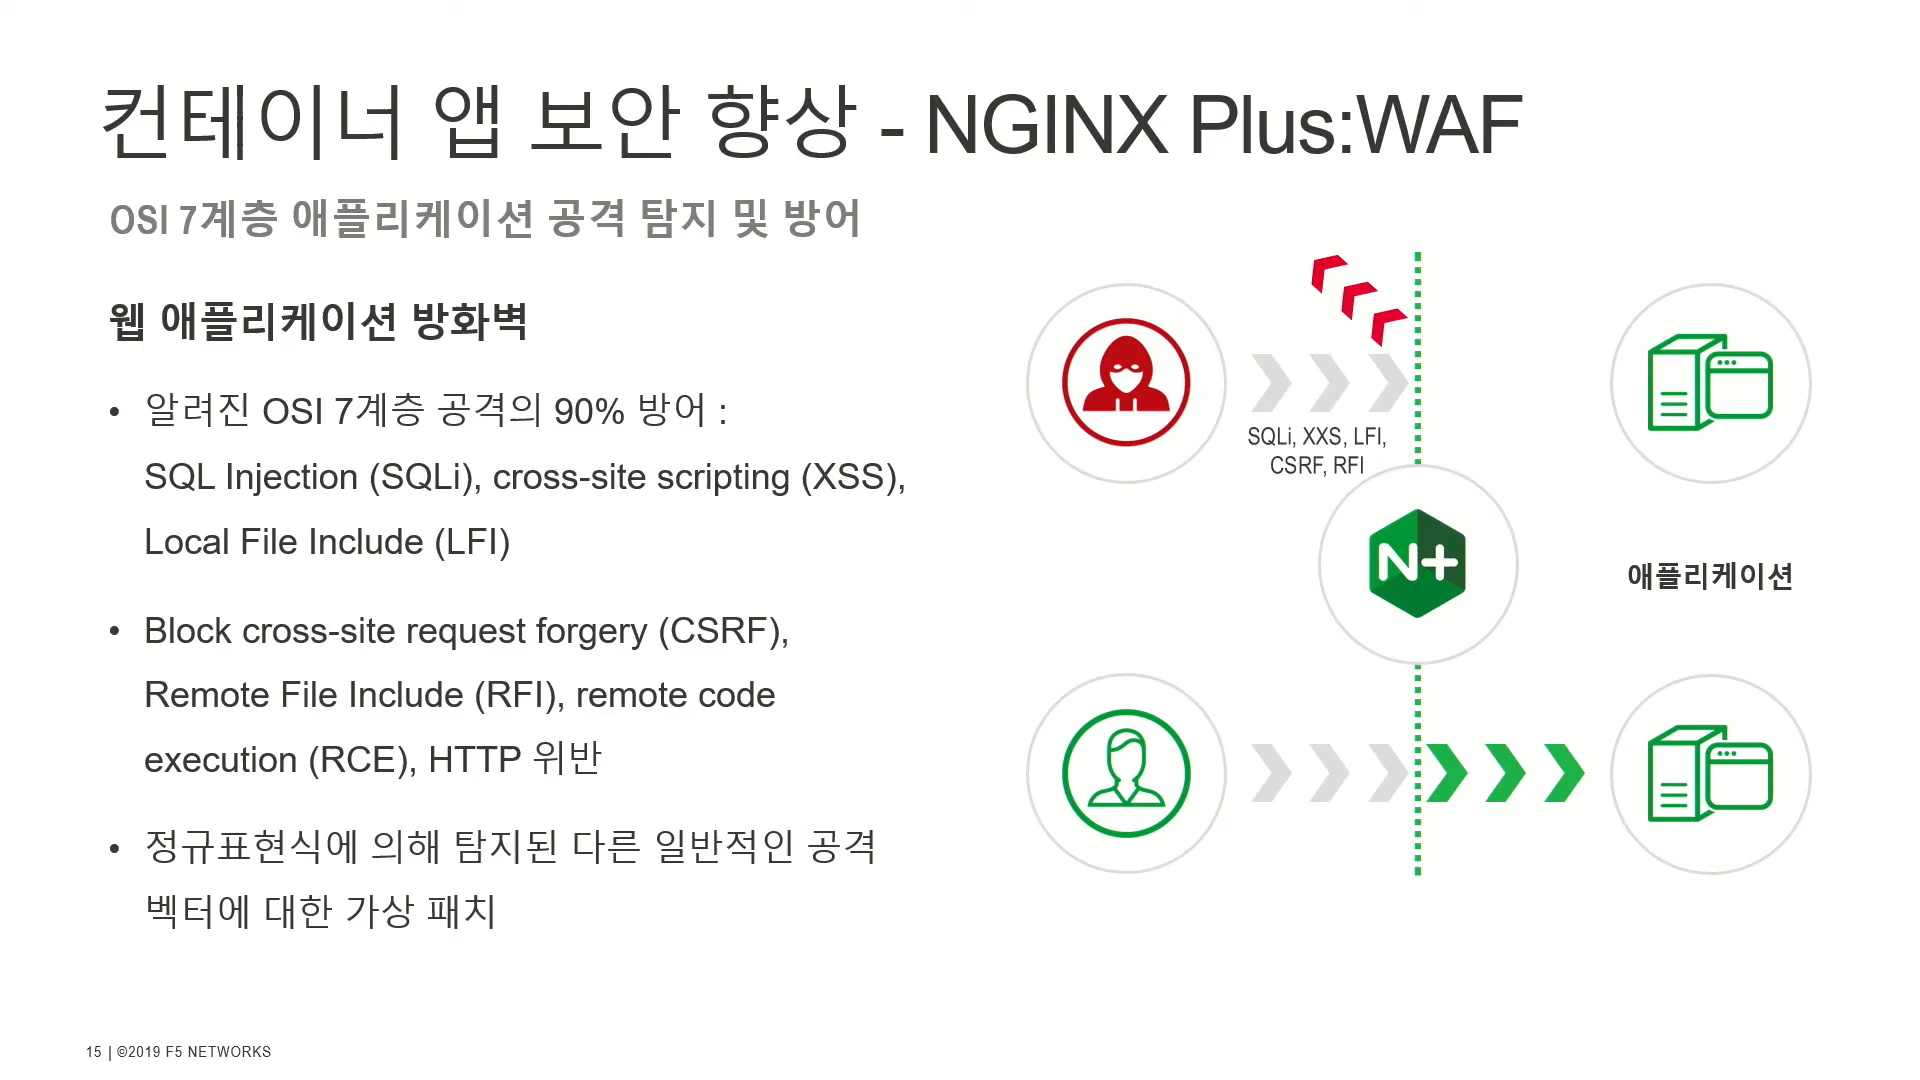 컨테이너 앱 보안 향상 - NGINX Plus:WAF
OSI 7계층 애플리케이션 공격 탐지 및 방어
웹 애플리케이션 방화벽
• 알려진 OSI 7계층 공격의 90% 방어 :
SQL Injection (SQLi), cross-site scripting (XSS),
Local File Include (LFI)
• Block cross-site request forgery (CSRF),
Remote File Include (RFI), remote code
execution (RCE), HTTP 위반
• 정규표현식에 의해 탐지된 다른 일반적인 공격
벡터에 대한 가상 패치
SQLi, XXS, LFI,
CSRF, RFI
N+
애플리케이션
15 | ©2019 F5 NETWORKS